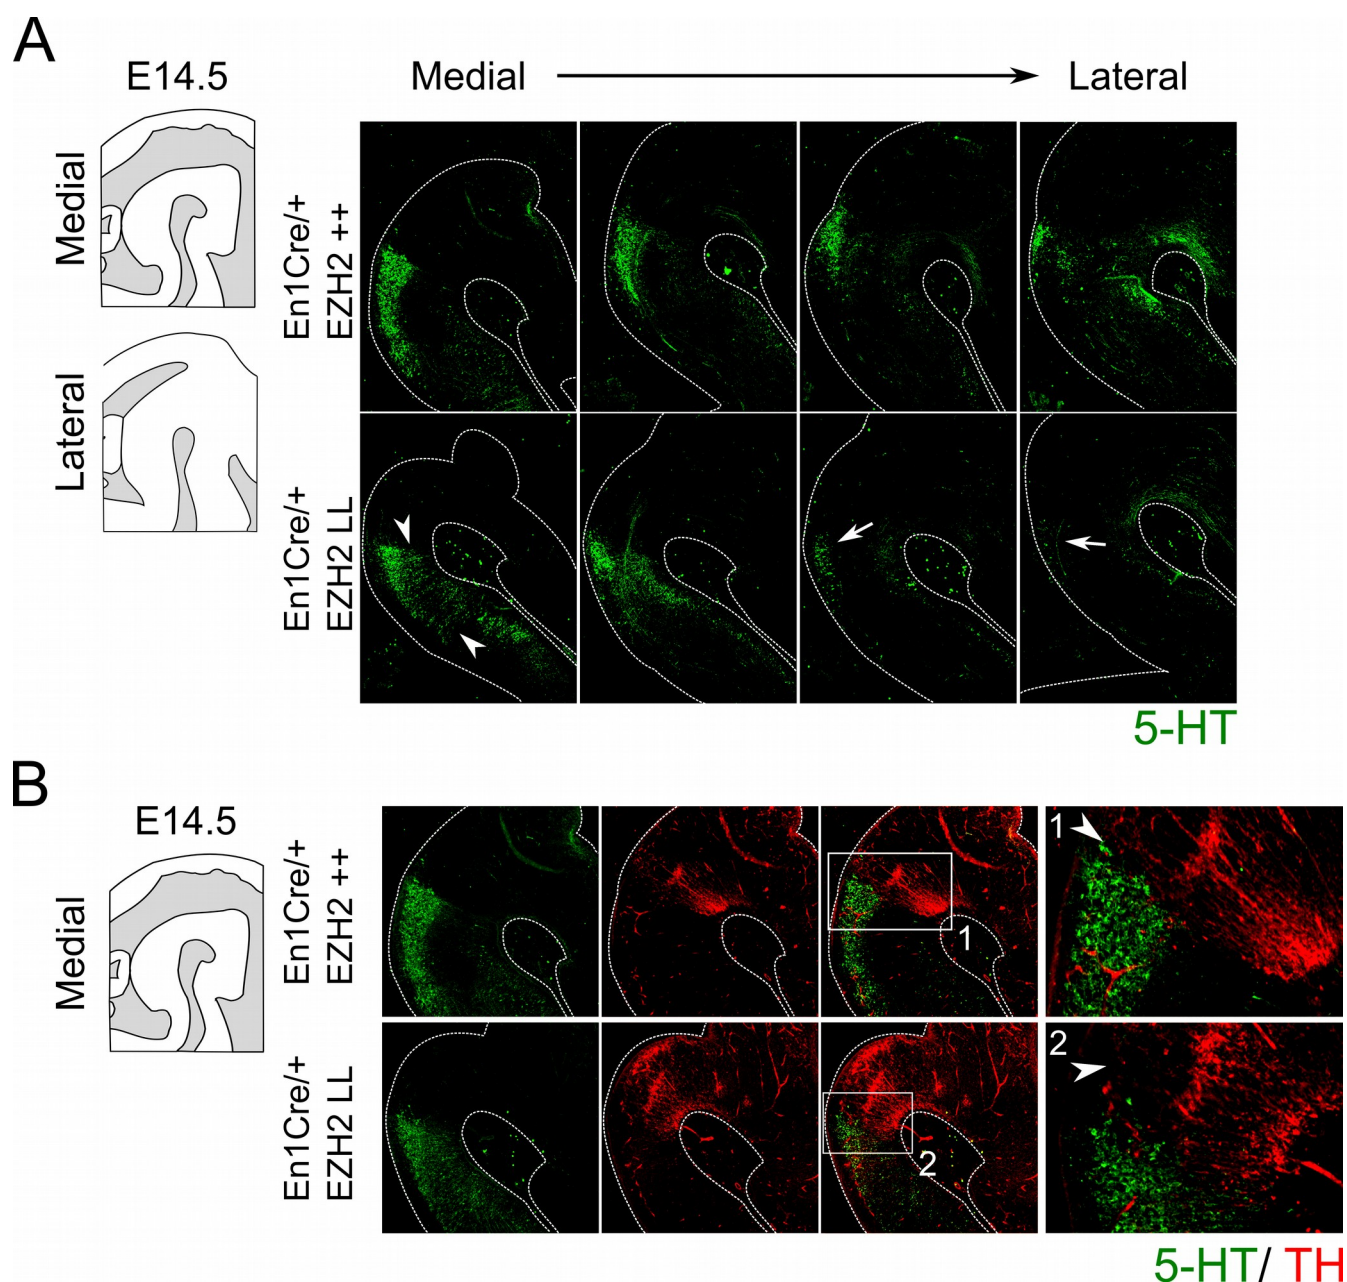 A
E14.5
Medial
Lateral
Medial
Lateral
En1Cre/+
EZH2 ++
En1Cre/+
EZH2 LL
5-HT
B
E14.5
Medial
En1Cre/+
EZH2 ++
1
1
En1Cre/+
EZH2 LL
2
2
5-HT/ TH